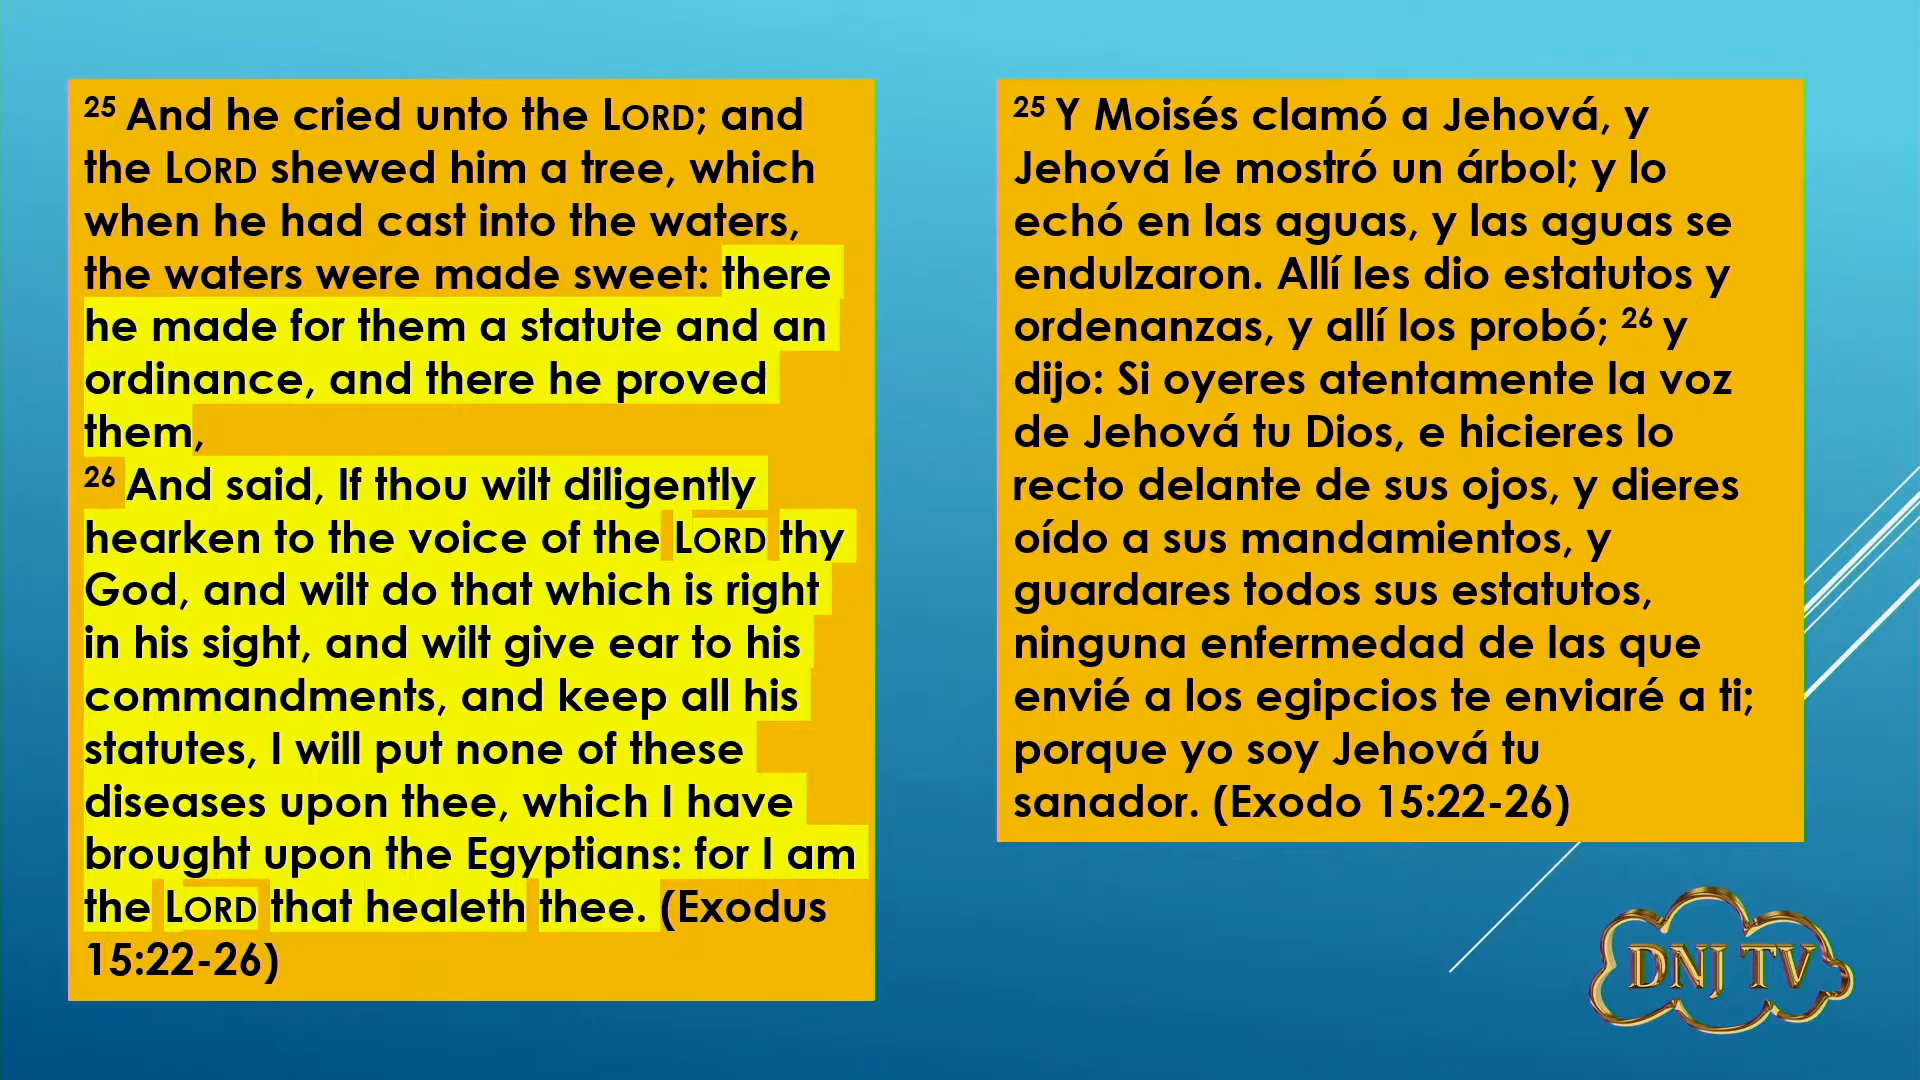 25 And he cried unto the LORD; and
the LORD shewed him a tree, which
when he had cast into the waters,
the waters were made sweet: there
he made for them a statute and an
ordinance, and there he proved
them,
26 And said, If thou wilt diligently
hearken to the voice of the LORD thy
God, and wilt do that which is right
in his sight, and wilt give ear to his
commandments, and keep all his
statutes, I will put none of these
diseases upon thee, which I have
brought upon the Egyptians: for I am
the LORD that healeth thee. (Exodus
15:22-26)
25 Y Moisés clamó a Jehová, y
Jehová le mostró un árbol; y lo
echó en las aguas, y las aguas se
endulzaron. Allí les dio estatutos y
ordenanzas, y allí los probó; 26 y
dijo: Si oyeres atentamente la voz
de Jehová tu Dios, e hicieres lo
recto delante de sus ojos, y dieres
oído a sus mandamientos, y
guardares todos sus estatutos,
ninguna enfermedad de las que
envié a los egipcios te enviaré a ti;
porque yo soy Jehová tu
sanador. (Exodo 15:22-26)
DNJ TV